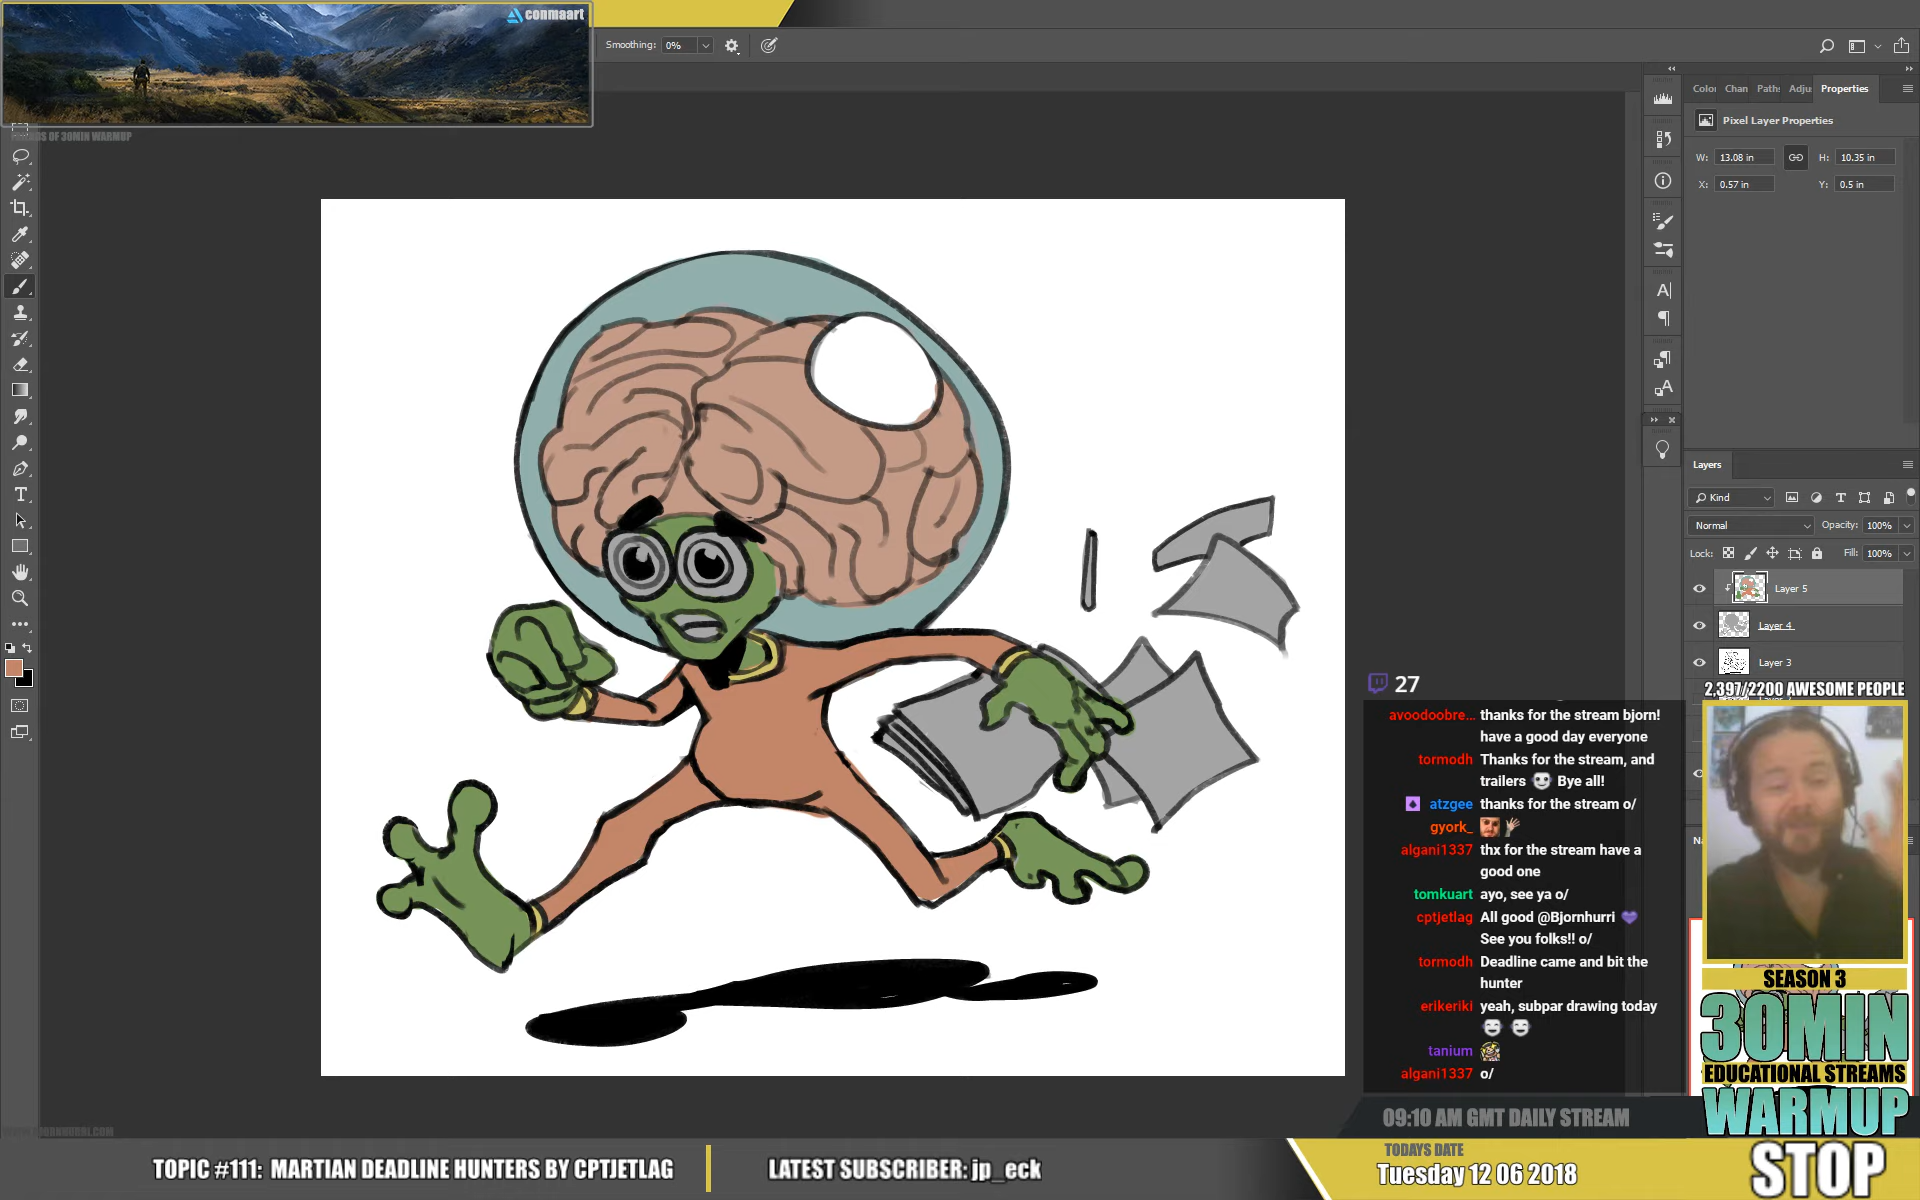 conmaart
Smoothing: 0%
S OF 30MIN WARMUP
Color Chan Paths Adju Properties
Pixel Layer Properties
W: 13.08 in H: 10.35 in
X: 0.57 in Y: 0.5 in
Layers
Kind
Normal Opacity: 100%
Lock: Fill: 100%
Layer 5
Layer 4
Layer 3
2,397/2200 AWESOME PEOPLE
27
avoodoobre... thanks for the stream bjorn!
have a good day everyone
tormodh Thanks for the stream, and
trailers Bye all!
atzgee thanks for the stream o/
gyork_
algani1337 thx for the stream have a
good one
tomkuart ayo, see ya o/
cptjetlag All good @Bjornhurri
See you folks!! o/
tormodh Deadline came and bit the
hunter
erikeriki yeah, subpar drawing today
tanium
algani1337 o/
SEASON 3
30MIN
EDUCATIONAL STREAMS
WARMUP
STOP
09:10 AM GMT DAILY STREAM
TODAYS DATE
Tuesday 12 06 2018
TOPIC #111: MARTIAN DEADLINE HUNTERS BY CPTJETLAG
LATEST SUBSCRIBER: jp_eck